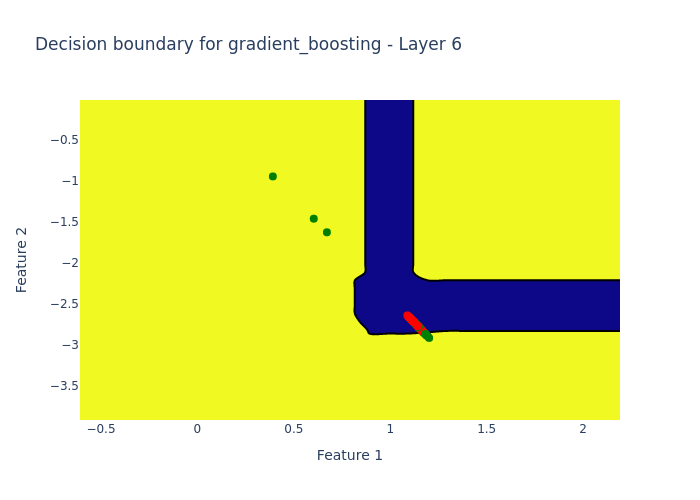 Decision boundary for gradient_boosting - Layer 6
Feature 2
−0.5
−1
−1.5
−2
−2.5
−3
−3.5
−0.5 0 0.5 1 1.5 2
Feature 1